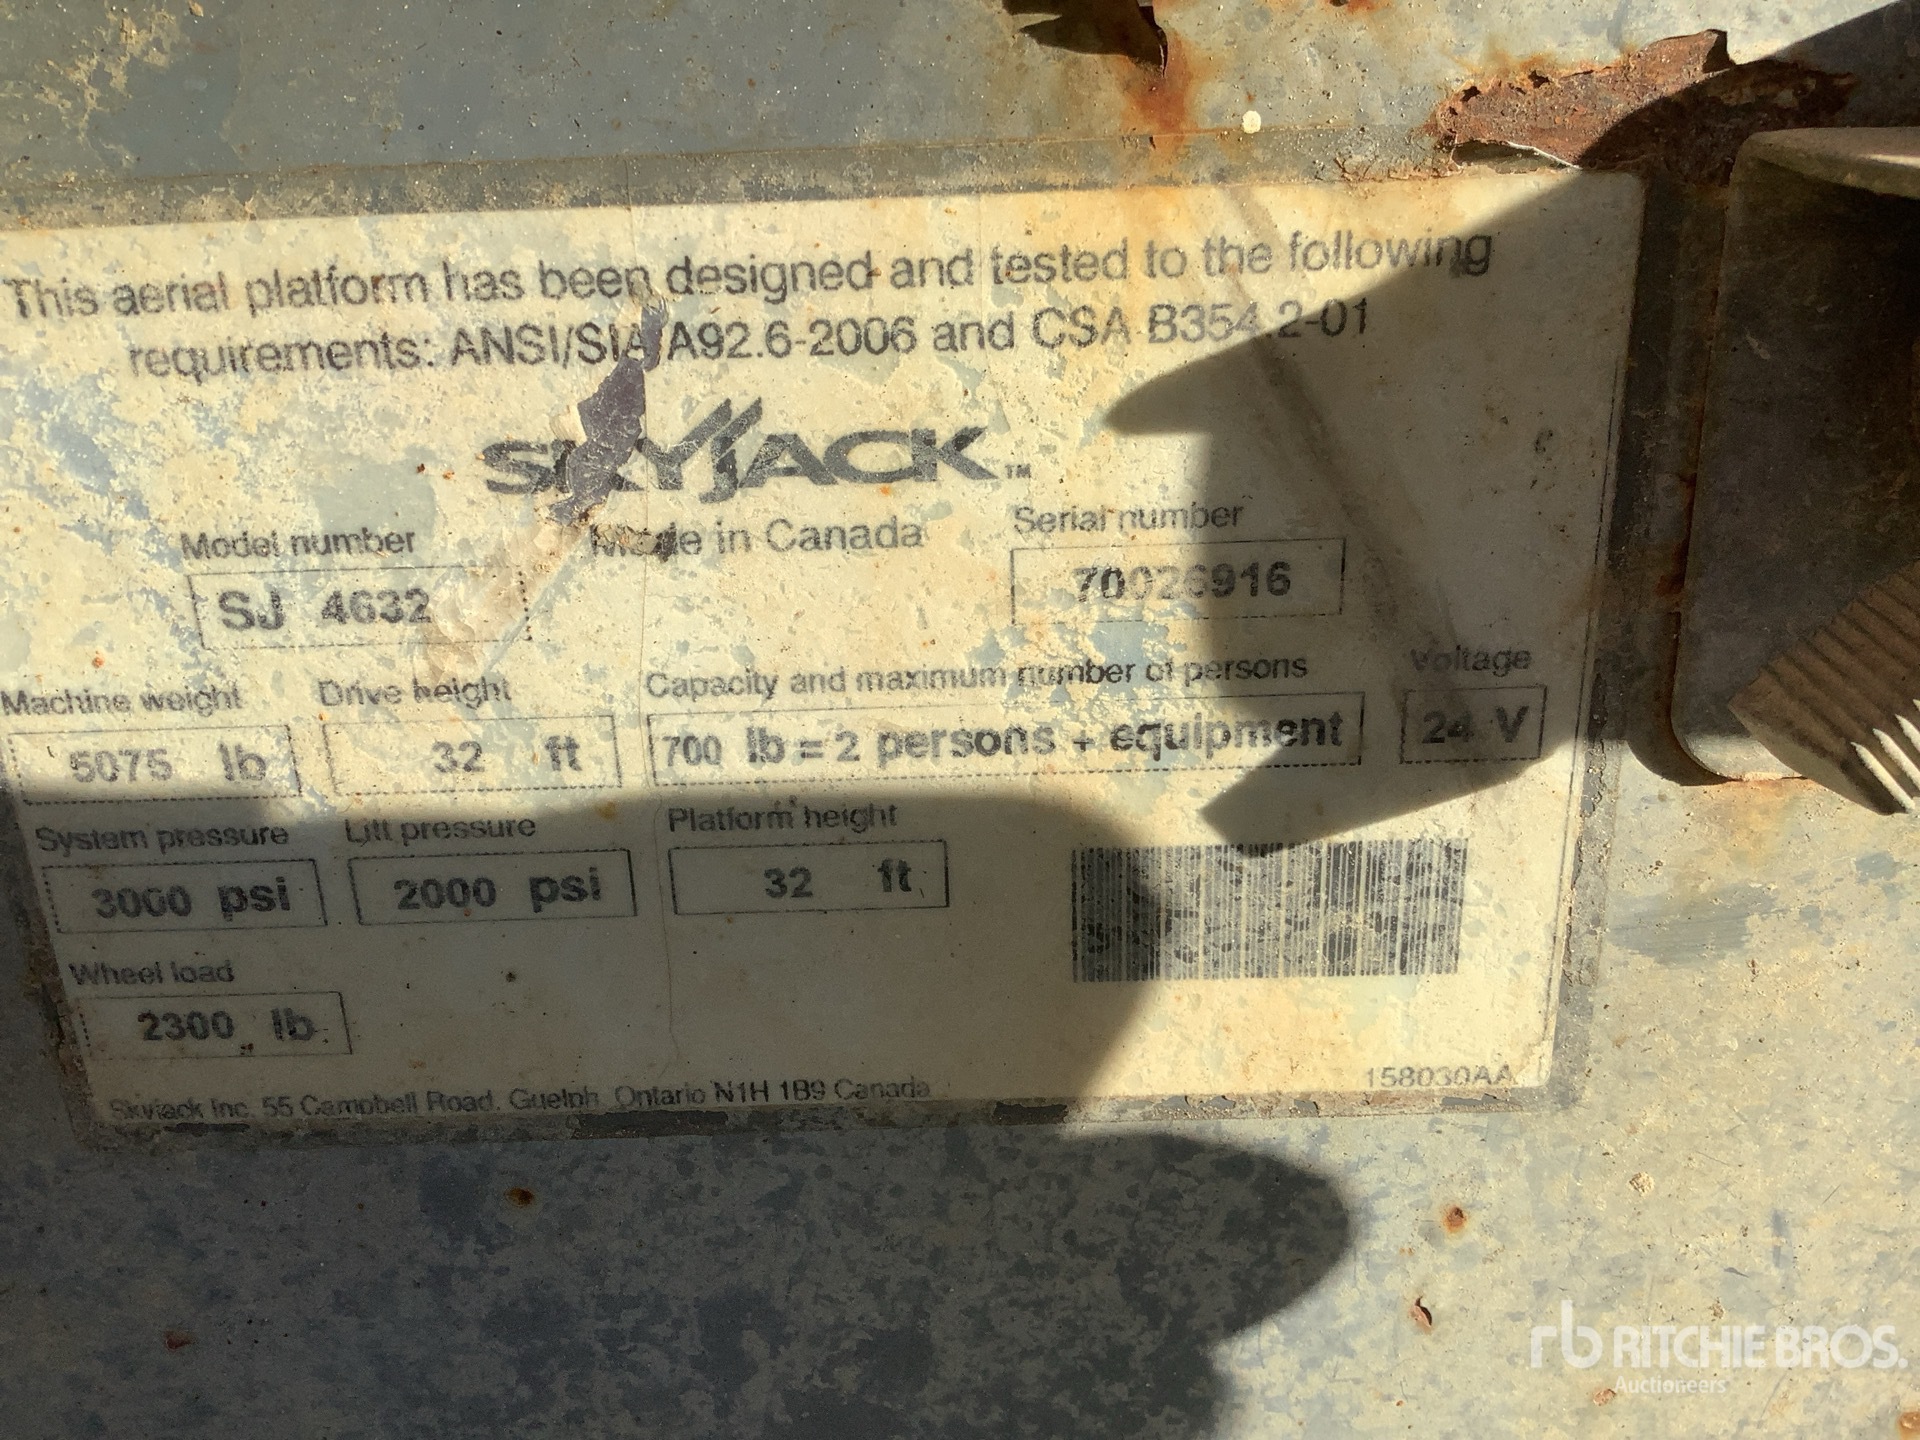 This aerial platform has been designed and tested to the following
requirements: ANSI/SIA A92.6-2006 and CSA B354.2-01
SKYJACK™
Made in Canada
Model number
SJ 4632
Serial number
70026916
Machine weight
5075 lb
Drive height
32 ft
Capacity and maximum number of persons
700 lb = 2 persons + equipment
Voltage
24 V
System pressure
3000 psi
Lift pressure
2000 psi
Platform height
32 ft
Wheel load
2300 lb
Skyjack Inc. 55 Campbell Road. Guelph, Ontario N1H 1B9 Canada
158030AA
rb RITCHIE BROS.
Auctioneers